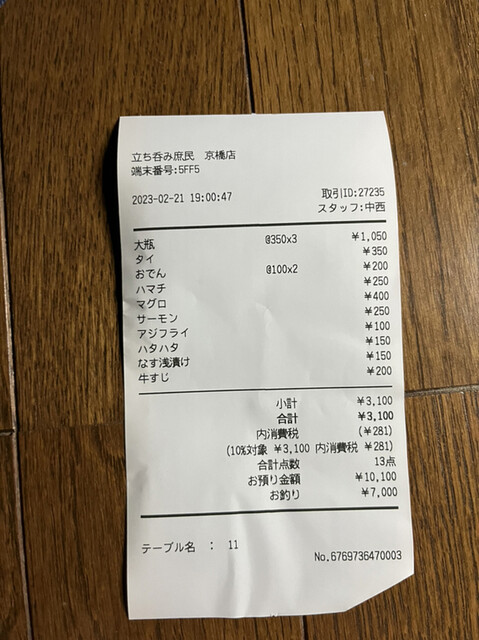 立ち呑み庶民 京橋店
端末番号:5FF5
2023-02-21 19:00:47 取引ID:27235
スタッフ:中西
大瓶 @350x3 ¥1,050
タイ ¥350
おでん @100x2 ¥200
ハマチ ¥250
マグロ ¥400
サーモン ¥250
アジフライ ¥100
ハタハタ ¥150
なす浅漬け ¥150
牛すじ ¥200
小計 ¥3,100
合計 ¥3,100
内消費税 (¥281)
(10%対象 ¥3,100 内消費税 ¥281)
合計点数 13点
お預り金額 ¥10,100
お釣り ¥7,000
テーブル名 : 11
No.6769736470003